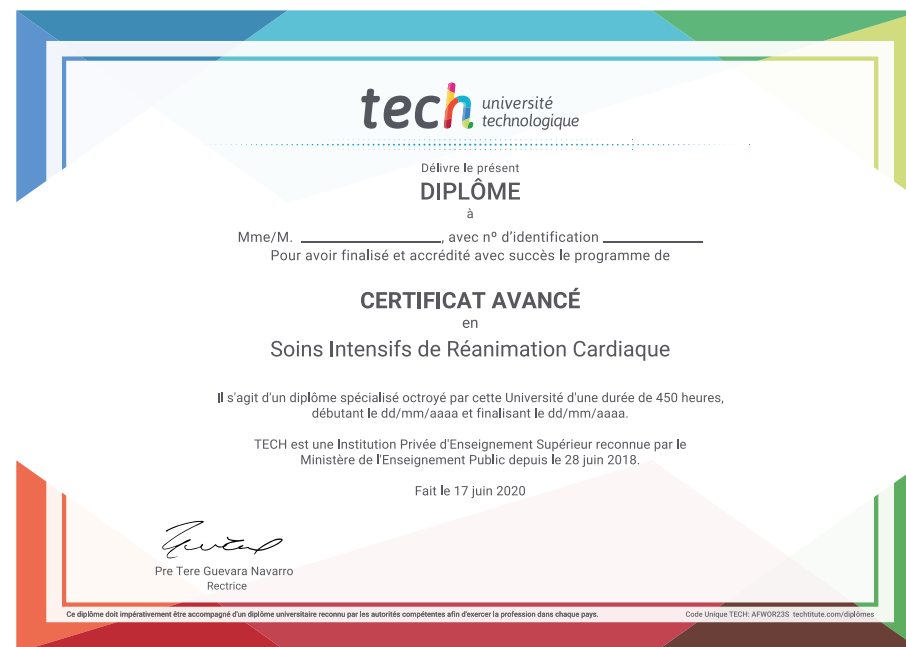 tech université
technologique
Délivre le présent
DIPLÔME
à
Mme/M. ____________________, avec nº d'identification ______________
Pour avoir finalisé et accrédité avec succès le programme de
CERTIFICAT AVANCÉ
en
Soins Intensifs de Réanimation Cardiaque
Il s'agit d'un diplôme spécialisé octroyé par cette Université d'une durée de 450 heures,
débutant le dd/mm/aaaa et finalisant le dd/mm/aaaa.
TECH est une Institution Privée d'Enseignement Supérieur reconnue par le
Ministère de l'Enseignement Public depuis le 28 juin 2018.
Fait le 17 juin 2020
Pre Tere Guevara Navarro
Rectrice
Ce diplôme doit impérativement être accompagné d'un diplôme universitaire reconnu par les autorités compétentes afin d'exercer la profession dans chaque pays.
Code Unique TECH: AFWOR23S techtitute.com/diplômes